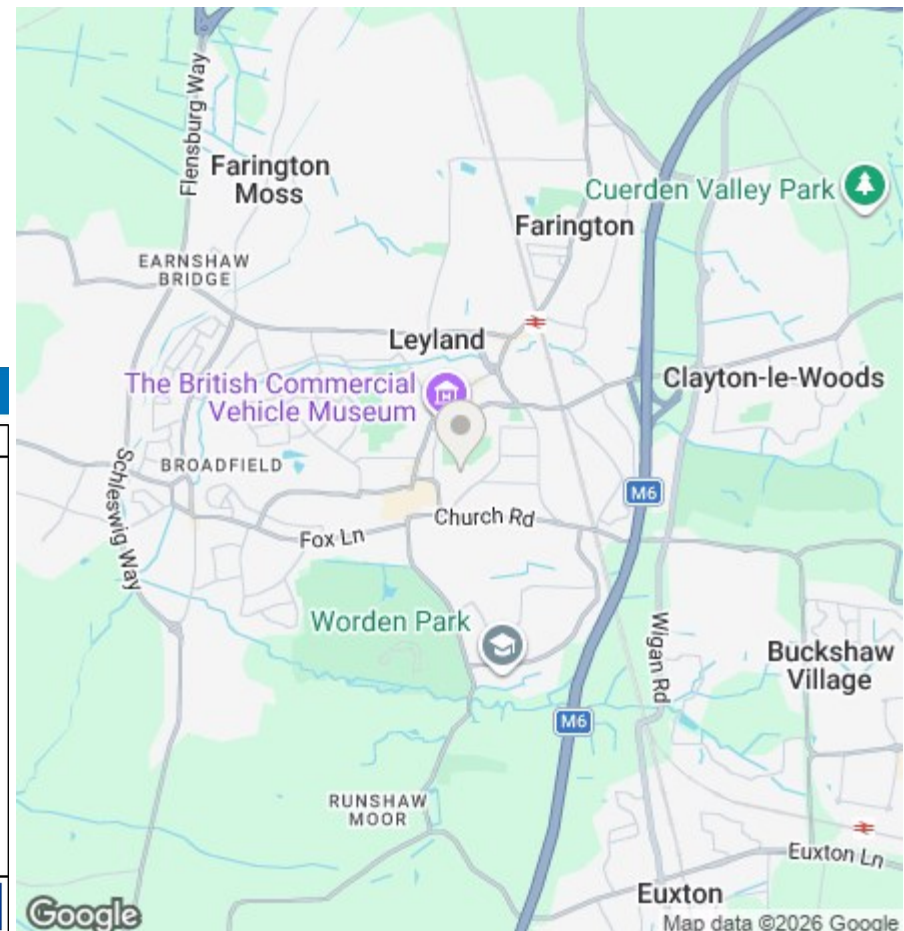 Flensburg Way
Farington
Moss
Cuerden Valley Park
Farington
EARNSHAW
BRIDGE
Leyland
The British Commercial
Vehicle Museum
Clayton-le-Woods
BROADFIELD
Schleswig Way
M6
Church Rd
Fox Ln
Worden Park
Wigan Rd
Buckshaw
Village
M6
RUNSHAW
MOOR
Euxton Ln
Euxton
Google
Map data ©2026 Google